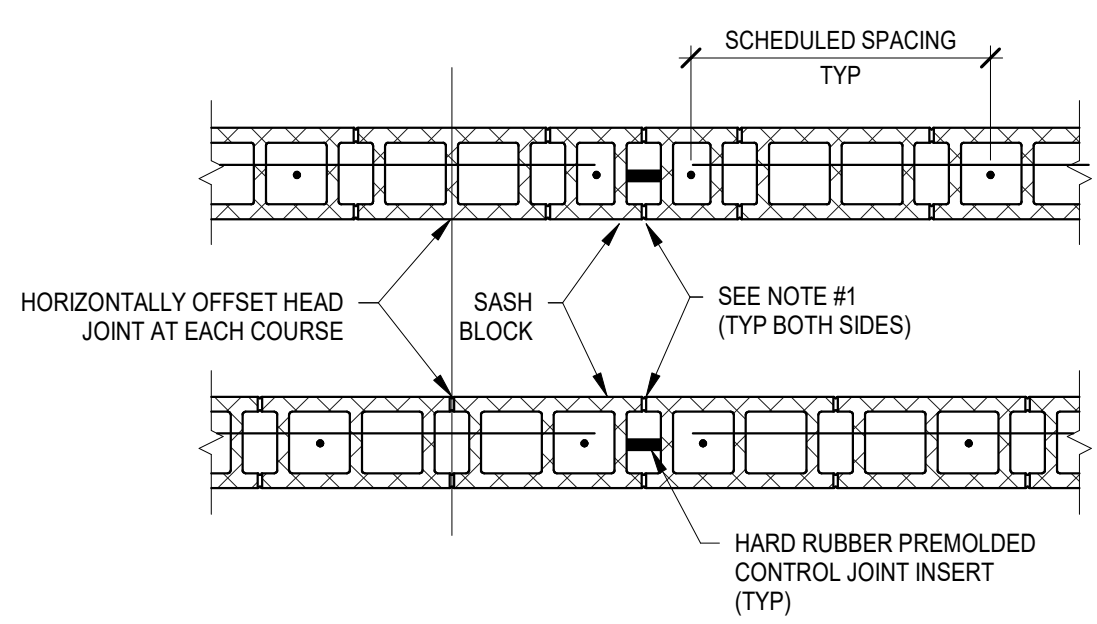 SCHEDULED SPACING
TYP
HORIZONTALLY OFFSET HEAD
JOINT AT EACH COURSE
SASH
BLOCK
SEE NOTE #1
(TYP BOTH SIDES)
HARD RUBBER PREMOLDED
CONTROL JOINT INSERT
(TYP)